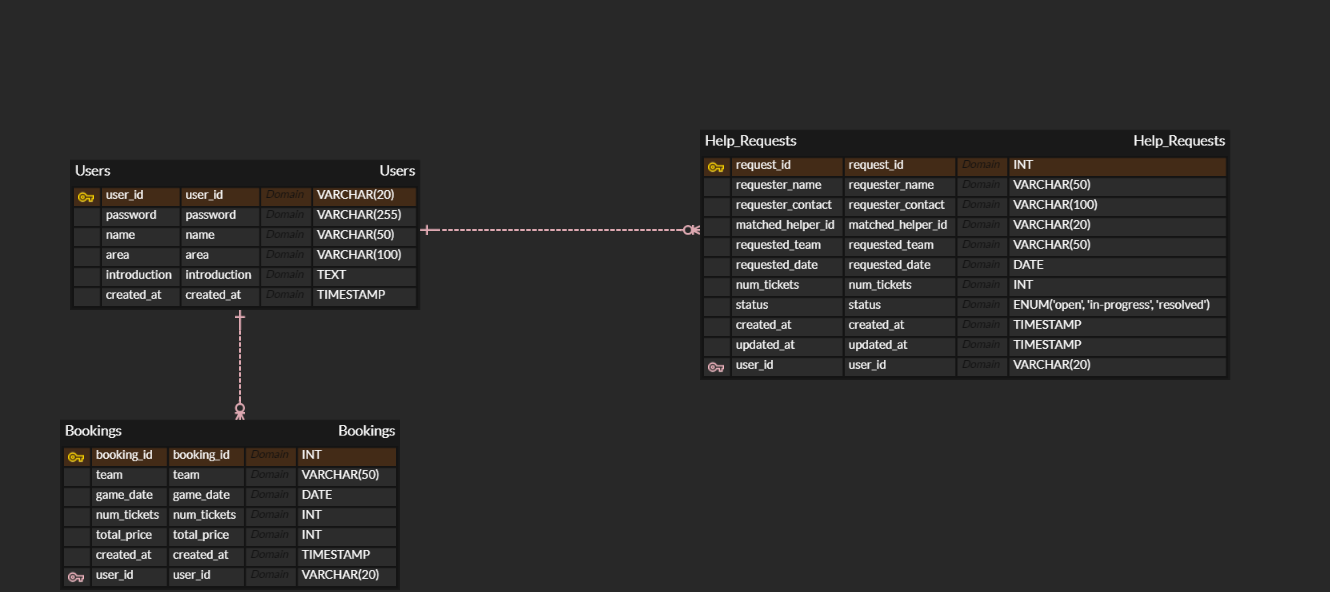 Users Users
user_id user_id Domain VARCHAR(20)
password password Domain VARCHAR(255)
name name Domain VARCHAR(50)
area area Domain VARCHAR(100)
introduction introduction Domain TEXT
created_at created_at Domain TIMESTAMP
Help_Requests Help_Requests
request_id request_id Domain INT
requester_name requester_name Domain VARCHAR(50)
requester_contact requester_contact Domain VARCHAR(100)
matched_helper_id matched_helper_id Domain VARCHAR(20)
requested_team requested_team Domain VARCHAR(50)
requested_date requested_date Domain DATE
num_tickets num_tickets Domain INT
status status Domain ENUM('open', 'in-progress', 'resolved')
created_at created_at Domain TIMESTAMP
updated_at updated_at Domain TIMESTAMP
user_id user_id Domain VARCHAR(20)
Bookings Bookings
booking_id booking_id Domain INT
team team Domain VARCHAR(50)
game_date game_date Domain DATE
num_tickets num_tickets Domain INT
total_price total_price Domain INT
created_at created_at Domain TIMESTAMP
user_id user_id Domain VARCHAR(20)